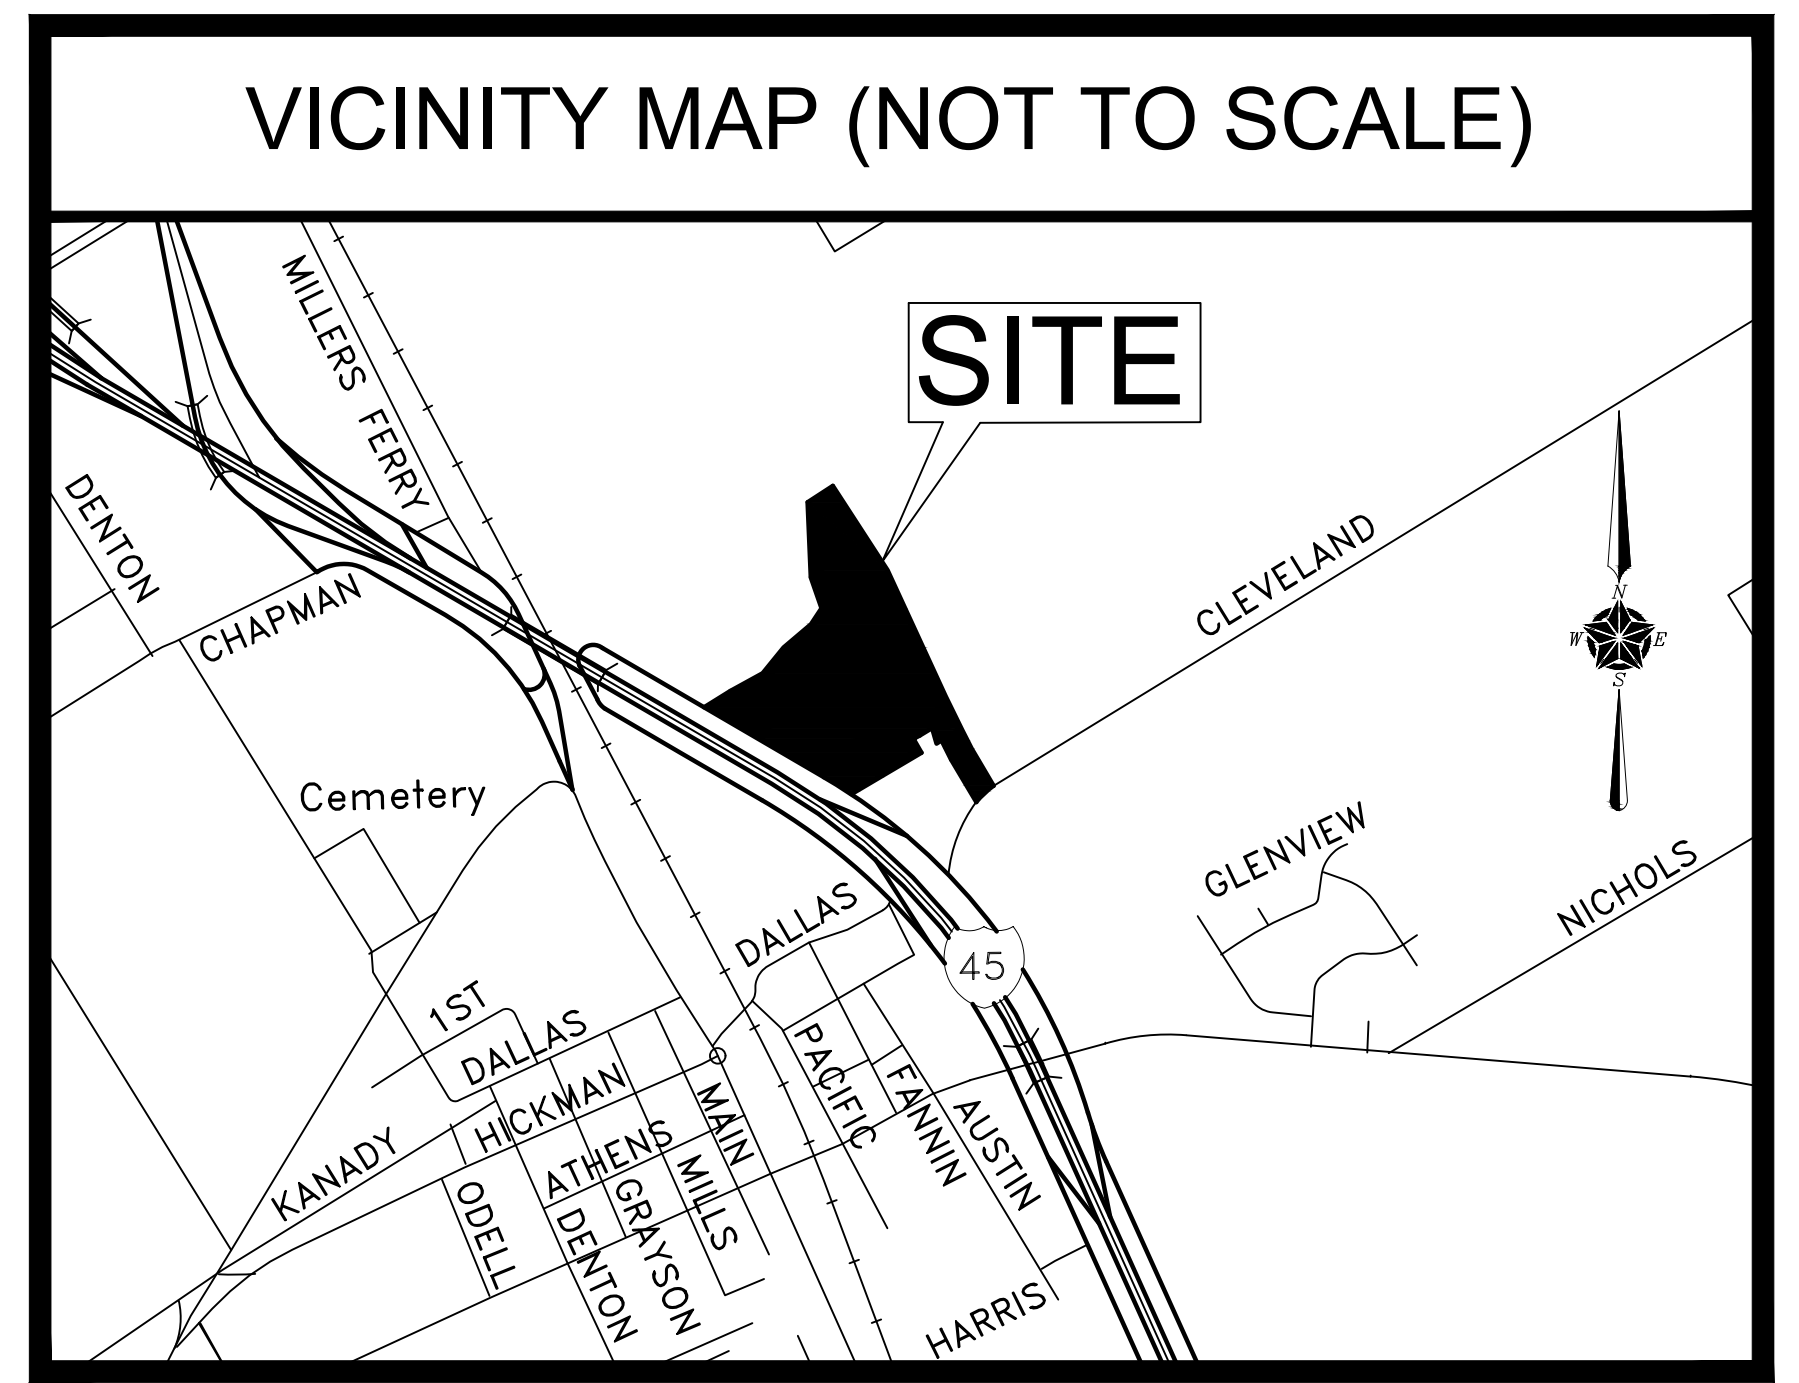 VICINITY MAP (NOT TO SCALE)
MILLERS FERRY
SITE
DENTON
CHAPMAN
CLEVELAND
N
W
E
S
Cemetery
GLENVIEW
NICHOLS
DALLAS
45
1ST
DALLAS
HICKMAN
PACIFIC
FANNIN
AUSTIN
MAIN
KANADY
ATHENS
MILLS
ODELL
GRAYSON
DENTON
HARRIS